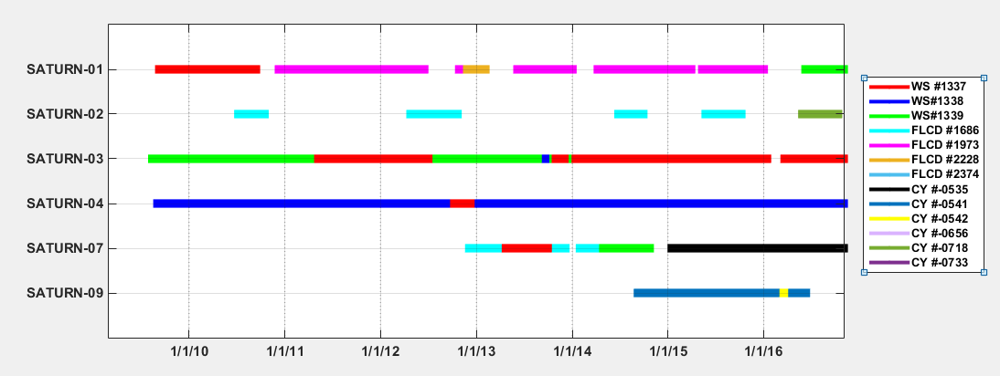 SATURN-01
SATURN-02
SATURN-03
SATURN-04
SATURN-07
SATURN-09
1/1/10 1/1/11 1/1/12 1/1/13 1/1/14 1/1/15 1/1/16
WS #1337
WS#1338
WS#1339
FLCD #1686
FLCD #1973
FLCD #2228
FLCD #2374
CY #-0535
CY #-0541
CY #-0542
CY #-0656
CY #-0718
CY #-0733